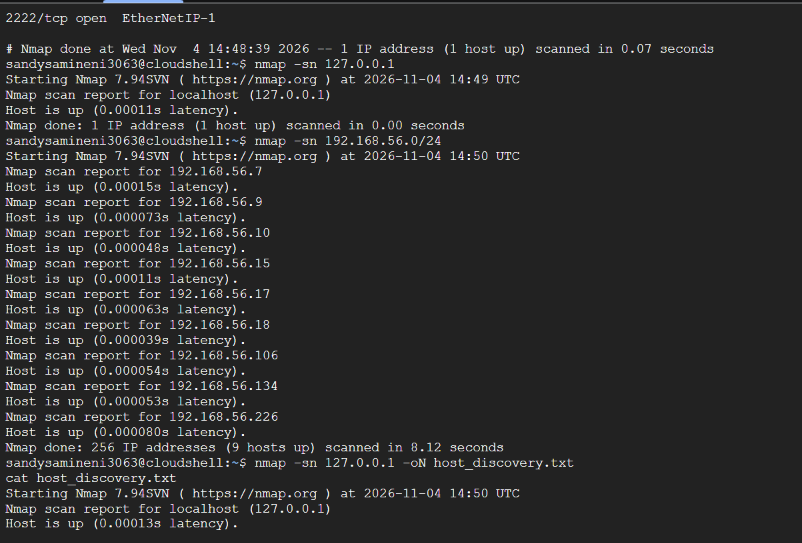 2222/tcp open  EtherNetIP-1
# Nmap done at Wed Nov  4 14:48:39 2026 -- 1 IP address (1 host up) scanned in 0.07 seconds
sandysamineni3063@cloudshell:~$ nmap -sn 127.0.0.1
Starting Nmap 7.94SVN ( https://nmap.org ) at 2026-11-04 14:49 UTC
Nmap scan report for localhost (127.0.0.1)
Host is up (0.00011s latency).
Nmap done: 1 IP address (1 host up) scanned in 0.00 seconds
sandysamineni3063@cloudshell:~$ nmap -sn 192.168.56.0/24
Starting Nmap 7.94SVN ( https://nmap.org ) at 2026-11-04 14:50 UTC
Nmap scan report for 192.168.56.7
Host is up (0.00015s latency).
Nmap scan report for 192.168.56.9
Host is up (0.000073s latency).
Nmap scan report for 192.168.56.10
Host is up (0.000048s latency).
Nmap scan report for 192.168.56.15
Host is up (0.00011s latency).
Nmap scan report for 192.168.56.17
Host is up (0.000063s latency).
Nmap scan report for 192.168.56.18
Host is up (0.000039s latency).
Nmap scan report for 192.168.56.106
Host is up (0.000054s latency).
Nmap scan report for 192.168.56.134
Host is up (0.000053s latency).
Nmap scan report for 192.168.56.226
Host is up (0.000080s latency).
Nmap done: 256 IP addresses (9 hosts up) scanned in 8.12 seconds
sandysamineni3063@cloudshell:~$ nmap -sn 127.0.0.1 -oN host_discovery.txt
cat host_discovery.txt
Starting Nmap 7.94SVN ( https://nmap.org ) at 2026-11-04 14:50 UTC
Nmap scan report for localhost (127.0.0.1)
Host is up (0.00013s latency).